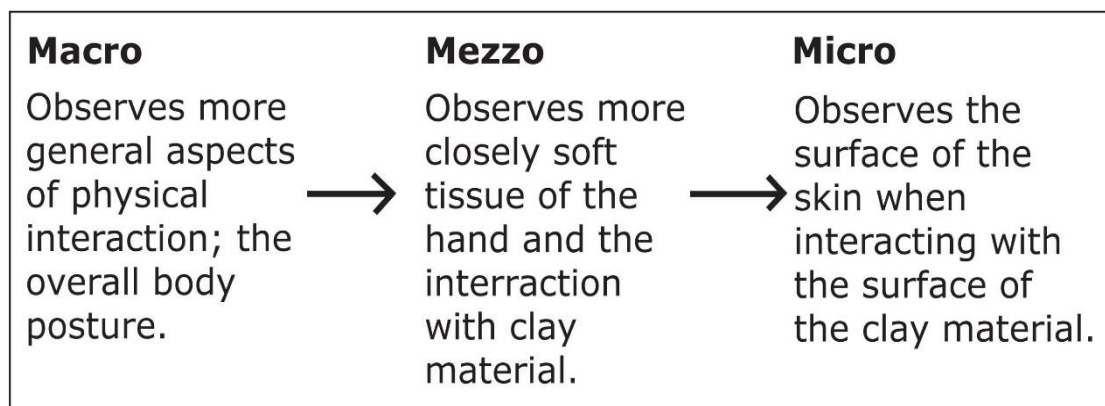 Macro
Observes more
general aspects
of physical
interaction; the
overall body
posture.
Mezzo
Observes more
closely soft
tissue of the
hand and the
interraction
with clay
material.
Micro
Observes the
surface of the
skin when
interacting with
the surface of
the clay material.